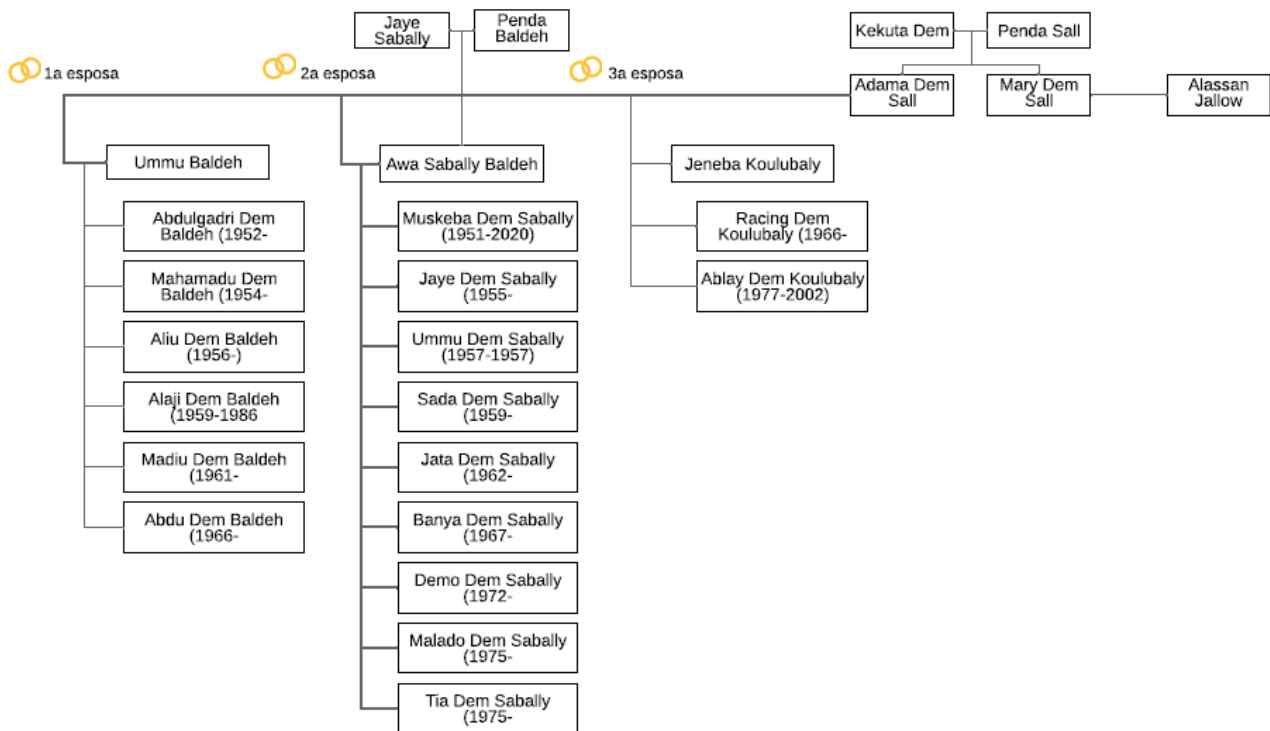 Jaye
Sabally
Penda
Baldeh
Kekuta Dem
Penda Sall
1a esposa
2a esposa
3a esposa
Adama Dem
Sall
Mary Dem
Sall
Alassan
Jallow
Ummu Baldeh
Awa Sabally Baldeh
Jeneba Koulubaly
Abdulgadri Dem
Baldeh (1952-
Muskeba Dem Sabally
(1951-2020)
Racing Dem
Koulubaly (1966-
Mahamadu Dem
Baldeh (1954-
Jaye Dem Sabally
(1955-
Ablay Dem Koulubaly
(1977-2002)
Aliu Dem Baldeh
(1956-)
Ummu Dem Sabally
(1957-1957)
Alaji Dem Baldeh
(1959-1986
Sada Dem Sabally
(1959-
Madiu Dem Baldeh
(1961-
Jata Dem Sabally
(1962-
Abdu Dem Baldeh
(1966-
Banya Dem Sabally
(1967-
Demo Dem Sabally
(1972-
Malado Dem Sabally
(1975-
Tia Dem Sabally
(1975-